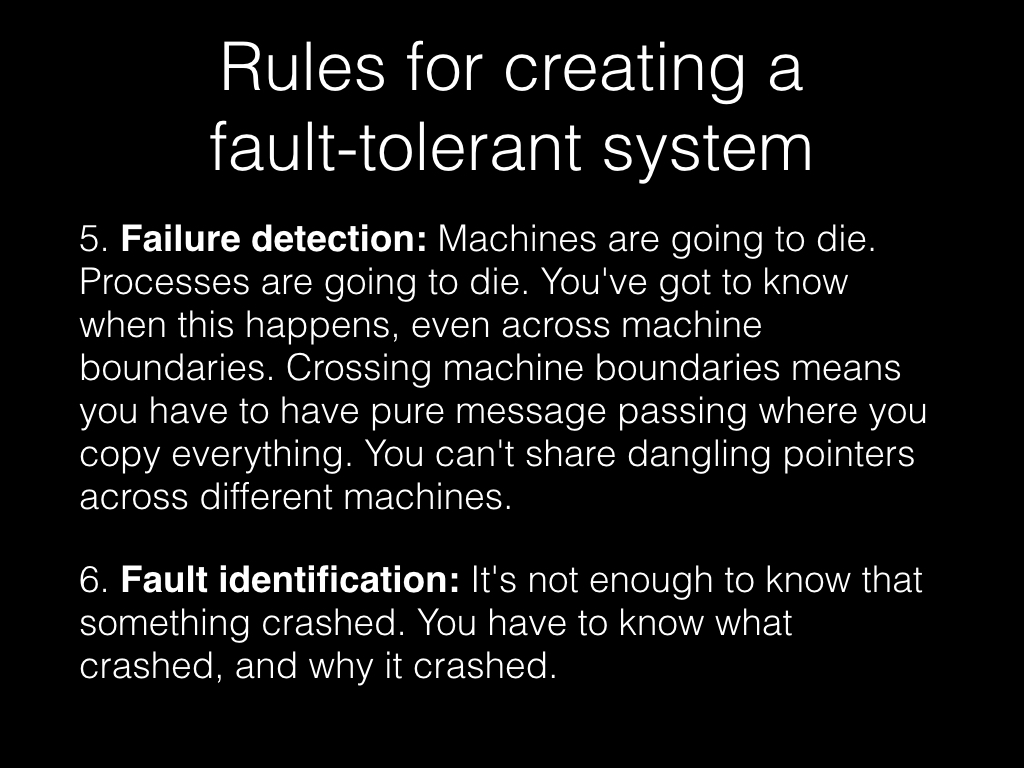 Rules for creating a
fault-tolerant system
5. Failure detection: Machines are going to die.
Processes are going to die. You've got to know
when this happens, even across machine
boundaries. Crossing machine boundaries means
you have to have pure message passing where you
copy everything. You can't share dangling pointers
across different machines.
6. Fault identification: It's not enough to know that
something crashed. You have to know what
crashed, and why it crashed.